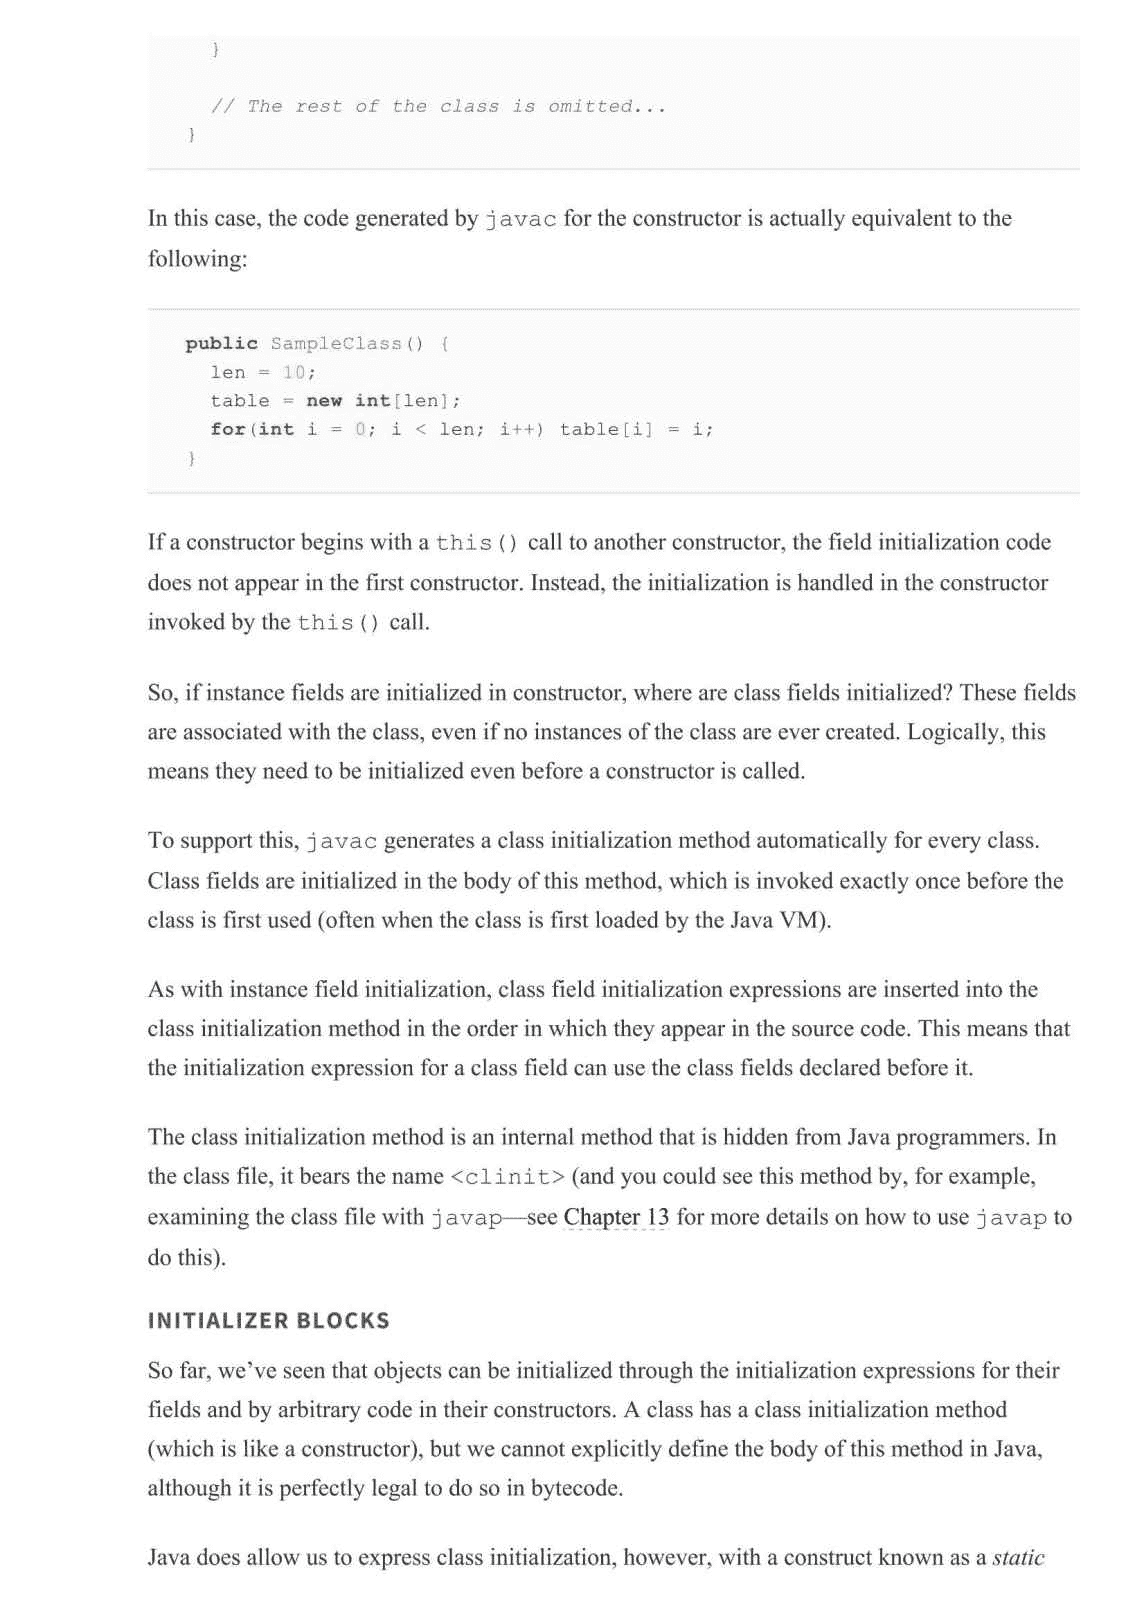 }
// The rest of the class is omitted...
}
In this case, the code generated by javac for the constructor is actually equivalent to the
following:
public SampleClass() {
len = 10;
table = new int[len];
for(int i = 0; i < len; i++) table[i] = i;
}
If a constructor begins with a this() call to another constructor, the field initialization code
does not appear in the first constructor. Instead, the initialization is handled in the constructor
invoked by the this() call.
So, if instance fields are initialized in constructor, where are class fields initialized? These fields
are associated with the class, even if no instances of the class are ever created. Logically, this
means they need to be initialized even before a constructor is called.
To support this, javac generates a class initialization method automatically for every class.
Class fields are initialized in the body of this method, which is invoked exactly once before the
class is first used (often when the class is first loaded by the Java VM).
As with instance field initialization, class field initialization expressions are inserted into the
class initialization method in the order in which they appear in the source code. This means that
the initialization expression for a class field can use the class fields declared before it.
The class initialization method is an internal method that is hidden from Java programmers. In
the class file, it bears the name <clinit> (and you could see this method by, for example,
examining the class file with javap—see Chapter 13 for more details on how to use javap to
do this).
INITIALIZER BLOCKS
So far, we’ve seen that objects can be initialized through the initialization expressions for their
fields and by arbitrary code in their constructors. A class has a class initialization method
(which is like a constructor), but we cannot explicitly define the body of this method in Java,
although it is perfectly legal to do so in bytecode.
Java does allow us to express class initialization, however, with a construct known as a static